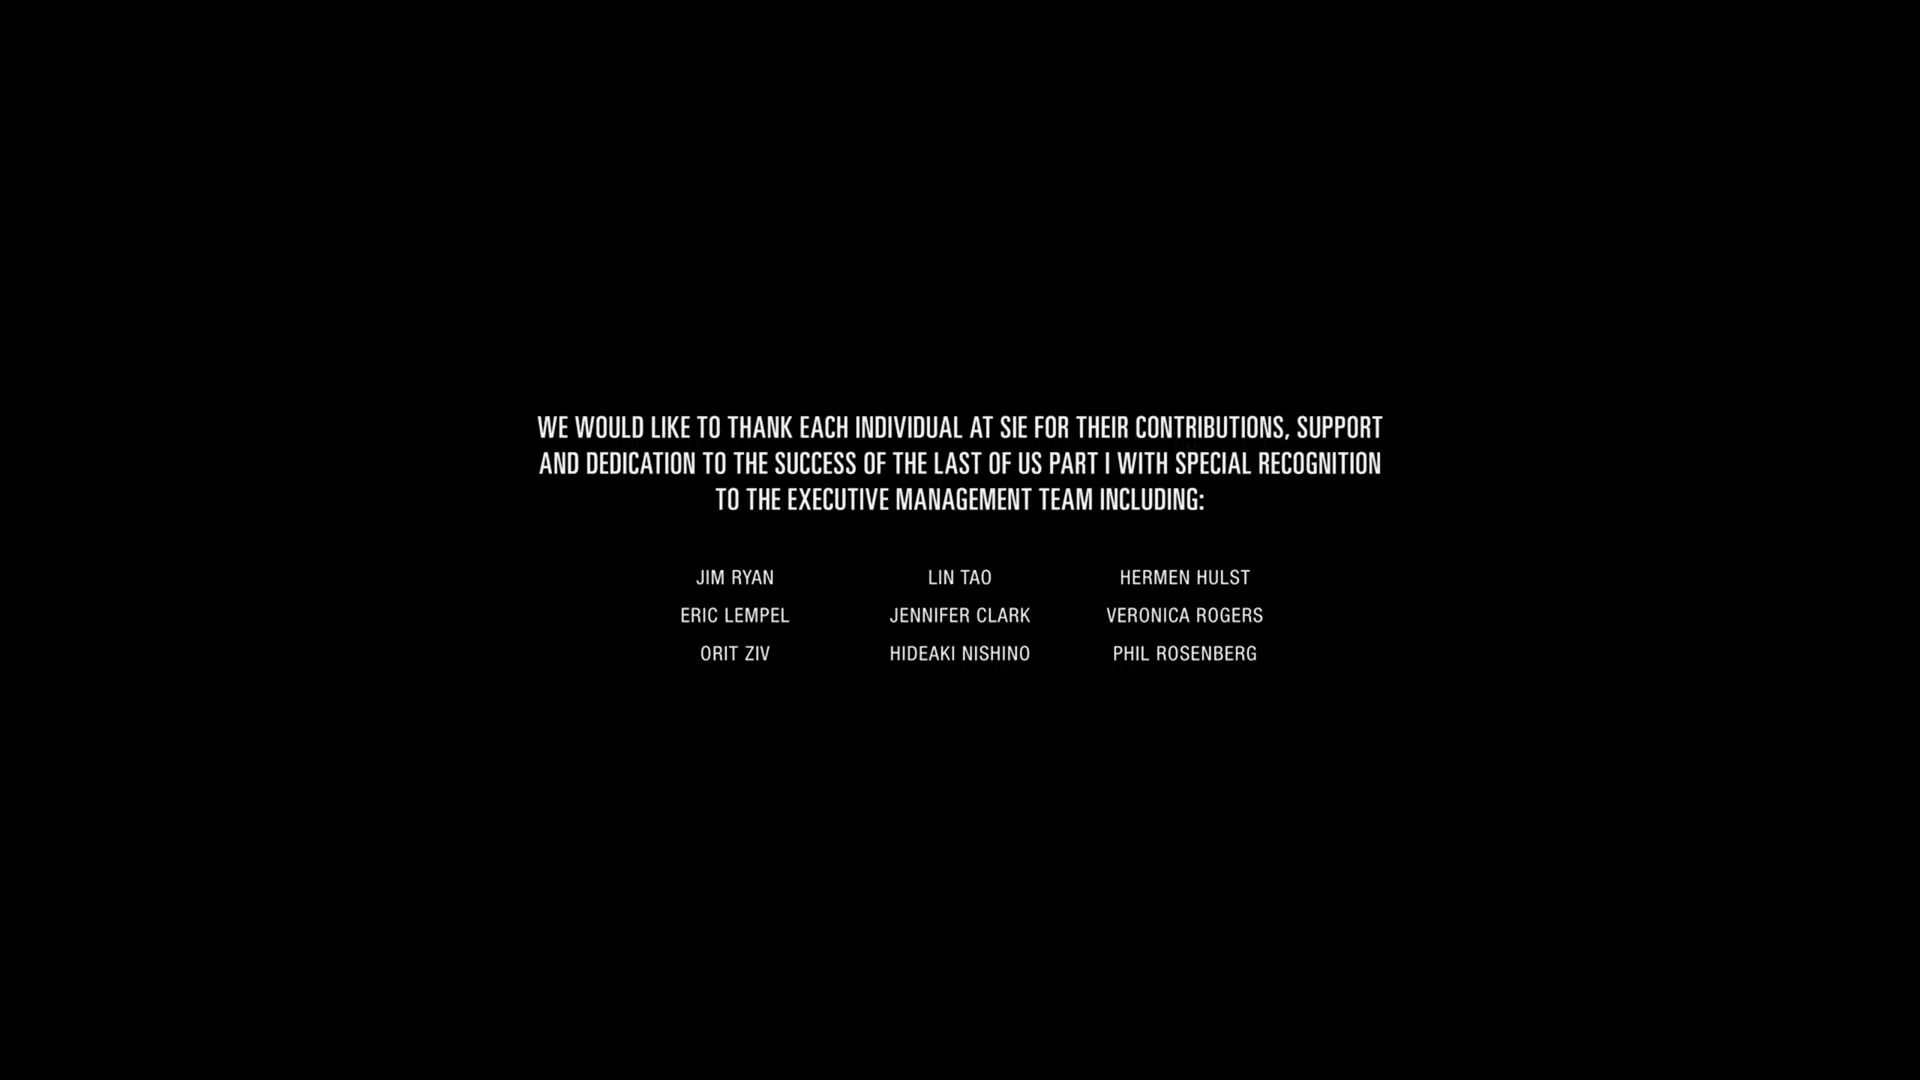 WE WOULD LIKE TO THANK EACH INDIVIDUAL AT SIE FOR THEIR CONTRIBUTIONS, SUPPORT
AND DEDICATION TO THE SUCCESS OF THE LAST OF US PART I WITH SPECIAL RECOGNITION
TO THE EXECUTIVE MANAGEMENT TEAM INCLUDING:
JIM RYAN LIN TAO HERMEN HULST
ERIC LEMPEL JENNIFER CLARK VERONICA ROGERS
ORIT ZIV HIDEAKI NISHINO PHIL ROSENBERG